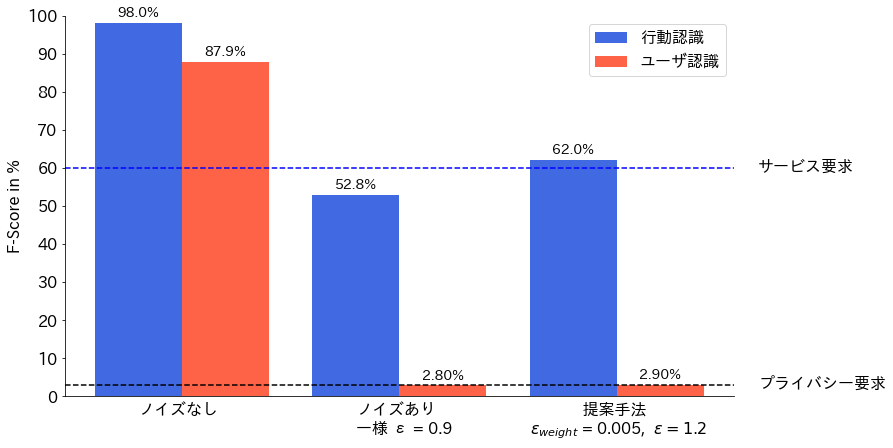 F-Score in %
100
90
80
70
60
50
40
30
20
10
0
98.0%
87.9%
52.8%
2.80%
62.0%
2.90%
行動認識
ユーザ認識
サービス要求
プライバシー要求
ノイズなし
ノイズあり
一様 ε = 0.9
提案手法
ε_weight = 0.005, ε = 1.2